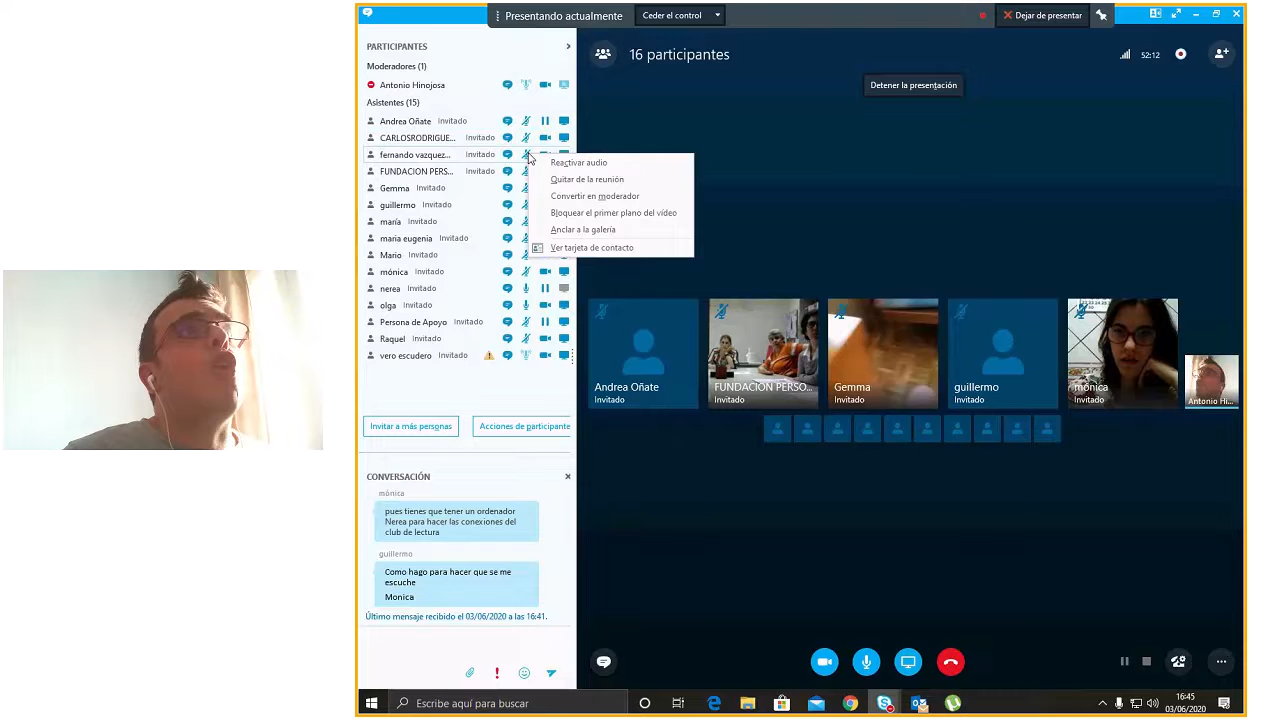 Presentando actualmente
Ceder el control
Dejar de presentar
PARTICIPANTES
Moderadores (1)
Antonio Hinojosa
Asistentes (15)
Andrea Oñate Invitado
CARLOSRODRIGUE... Invitado
fernando vazquez... Invitado
FUNDACION PERS... Invitado
Gemma Invitado
guillermo Invitado
maría Invitado
maria eugenia Invitado
Mario Invitado
mónica Invitado
nerea Invitado
olga Invitado
Persona de Apoyo Invitado
Raquel Invitado
vero escudero Invitado
Reactivar audio
Quitar de la reunión
Convertir en moderador
Bloquear el primer plano del vídeo
Anclar a la galería
Ver tarjeta de contacto
Invitar a más personas
Acciones de participante
CONVERSACIÓN
mónica
pues tienes que tener un ordenador
Nerea para hacer las conexiones del
club de lectura
guillermo
Como hago para hacer que se me
escuche
Monica
Último mensaje recibido el 03/06/2020 a las 16:41.
16 participantes
52:12
Detener la presentación
Andrea Oñate
Invitado
FUNDACION PERSO...
Invitado
Gemma
Invitado
guillermo
Invitado
mónica
Invitado
Antonio Hi...
Escribe aquí para buscar
16:45
03/06/2020